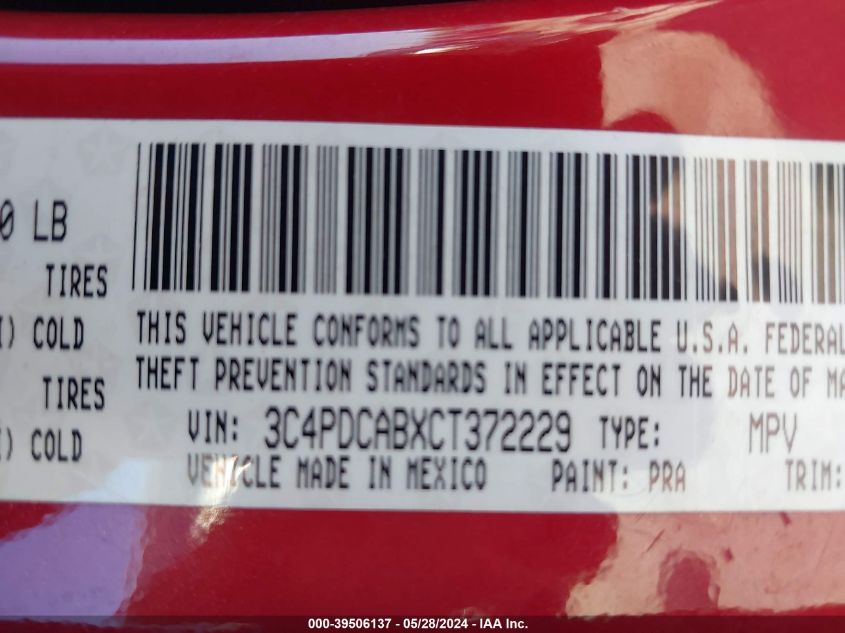 0 LB
TIRES
) COLD
TIRES
) COLD
THIS VEHICLE CONFORMS TO ALL APPLICABLE U.S.A. FEDERAL
THEFT PREVENTION STANDARDS IN EFFECT ON THE DATE OF MA
VIN: 3C4PDCABXCT372229 TYPE: MPV
VEHICLE MADE IN MEXICO PAINT: PRA TRIM:
000-39506137 - 05/28/2024 - IAA Inc.